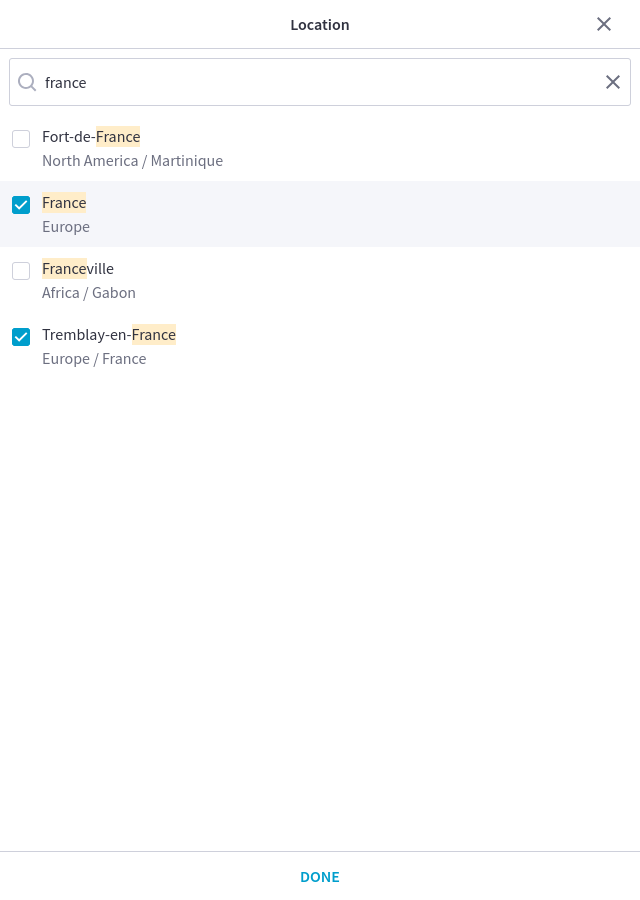 Location
france
Fort-de-France
North America / Martinique
France
Europe
Franceville
Africa / Gabon
Tremblay-en-France
Europe / France
DONE